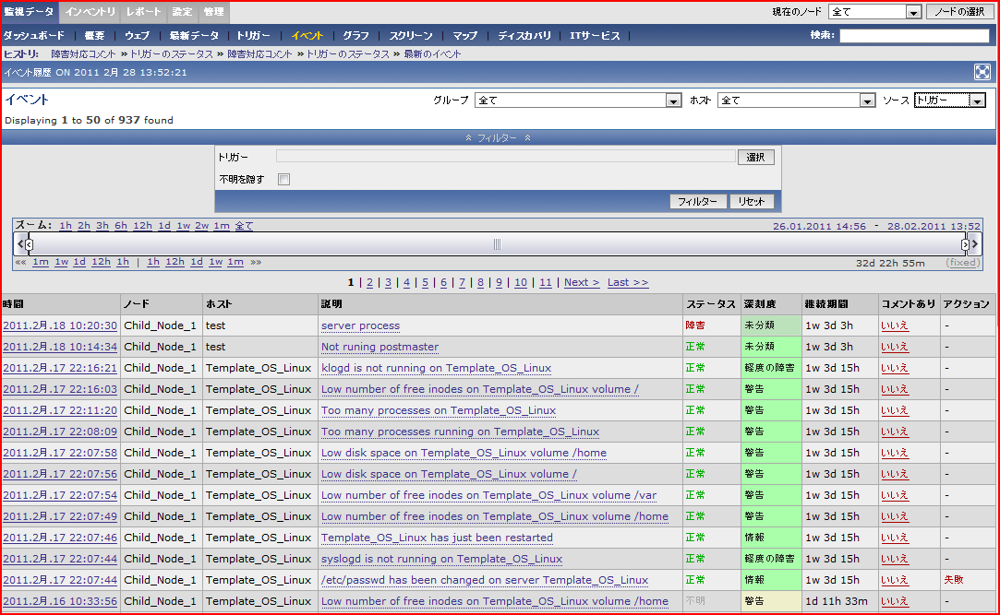 監視データ インベントリ レポート 設定 管理 現在のノード 全て ノードの選択
ダッシュボード | 概要 | ウェブ | 最新データ | トリガー | イベント | グラフ | スクリーン | マップ | ディスカバリ | ITサービス | 検索:
ヒストリ: 障害対応コメント » トリガーのステータス » 障害対応コメント » トリガーのステータス » 最新のイベント
イベント履歴 ON 2011 2月 28 13:52:21
イベント グループ 全て ホスト 全て ソース トリガー
Displaying 1 to 50 of 937 found
フィルター
トリガー 選択
不明を隠す
フィルター リセット
ズーム: 1h 2h 3h 6h 12h 1d 1w 2w 1m 全て 26.01.2011 14:56 - 28.02.2011 13:52
«« 1m 1w 1d 12h 1h | 1h 12h 1d 1w 1m »» 32d 22h 55m (fixed)
1 | 2 | 3 | 4 | 5 | 6 | 7 | 8 | 9 | 10 | 11 | Next > Last >>
時間 ノード ホスト 説明 ステータス 深刻度 継続期間 コメントあり アクション
2011.2月.18 10:20:30 Child_Node_1 test server process 障害 未分類 1w 3d 3h いいえ -
2011.2月.18 10:14:34 Child_Node_1 test Not runing postmaster 正常 未分類 1w 3d 3h いいえ -
2011.2月.17 22:16:21 Child_Node_1 Template_OS_Linux klogd is not running on Template_OS_Linux 正常 軽度の障害 1w 3d 15h いいえ -
2011.2月.17 22:16:03 Child_Node_1 Template_OS_Linux Low number of free inodes on Template_OS_Linux volume / 正常 警告 1w 3d 15h いいえ -
2011.2月.17 22:11:20 Child_Node_1 Template_OS_Linux Too many processes on Template_OS_Linux 正常 警告 1w 3d 15h いいえ -
2011.2月.17 22:08:09 Child_Node_1 Template_OS_Linux Too many processes running on Template_OS_Linux 正常 警告 1w 3d 15h いいえ -
2011.2月.17 22:07:58 Child_Node_1 Template_OS_Linux Low disk space on Template_OS_Linux volume /home 正常 警告 1w 3d 15h いいえ -
2011.2月.17 22:07:56 Child_Node_1 Template_OS_Linux Low disk space on Template_OS_Linux volume / 正常 警告 1w 3d 15h いいえ -
2011.2月.17 22:07:54 Child_Node_1 Template_OS_Linux Low number of free inodes on Template_OS_Linux volume /var 正常 警告 1w 3d 15h いいえ -
2011.2月.17 22:07:49 Child_Node_1 Template_OS_Linux Low number of free inodes on Template_OS_Linux volume /home 正常 警告 1w 3d 15h いいえ -
2011.2月.17 22:07:46 Child_Node_1 Template_OS_Linux Template_OS_Linux has just been restarted 正常 情報 1w 3d 15h いいえ -
2011.2月.17 22:07:44 Child_Node_1 Template_OS_Linux syslogd is not running on Template_OS_Linux 正常 軽度の障害 1w 3d 15h いいえ -
2011.2月.17 22:07:44 Child_Node_1 Template_OS_Linux /etc/passwd has been changed on server Template_OS_Linux 正常 情報 1w 3d 15h いいえ 失敗
2011.2月.16 10:33:56 Child_Node_1 Template_OS_Linux Low number of free inodes on Template_OS_Linux volume /home 不明 警告 1d 11h 33m いいえ -